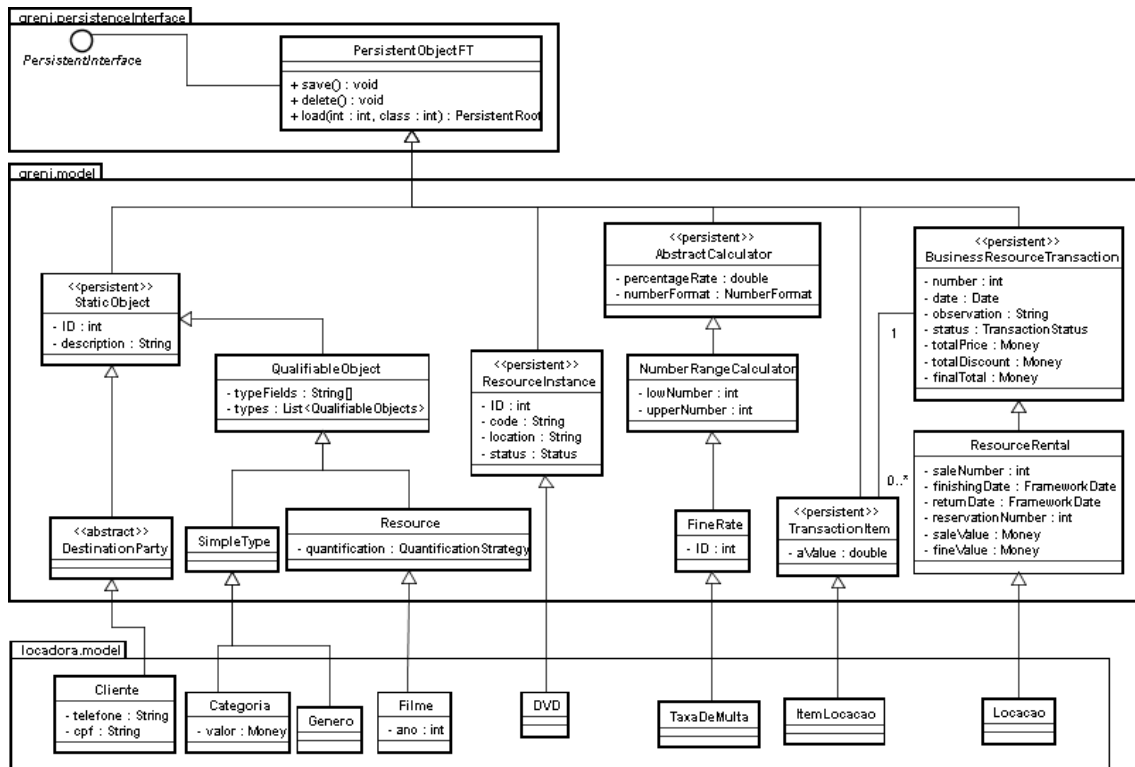 greni.persistenceInterface
PersistentInterface
PersistentObjectFT
+ save() : void
+ delete() : void
+ load(int : int, class : int) : PersistentRoot
greni.model
<<persistent>>
StaticObject
- ID : int
- description : String
QualifiableObject
- typeFields : String[]
- types : List<QualifiableObjects>
<<persistent>>
ResourceInstance
- ID : int
- code : String
- location : String
- status : Status
<<persistent>>
AbstractCalculator
- percentageRate : double
- numberFormat : NumberFormat
NumberRangeCalculator
- lowNumber : int
- upperNumber : int
<<persistent>>
BusinessResourceTransaction
- number : int
- date : Date
- observation : String
- status : TransactionStatus
- totalPrice : Money
- totalDiscount : Money
- finalTotal : Money
1
0..*
ResourceRental
- saleNumber : int
- finishingDate : FrameworkDate
- returnDate : FrameworkDate
- reservationNumber : int
- saleValue : Money
- fineValue : Money
<<abstract>>
DestinationParty
SimpleType
Resource
- quantification : QuantificationStrategy
FineRate
- ID : int
<<persistent>>
TransactionItem
- aValue : double
locadora.model
Cliente
- telefone : String
- cpf : String
Categoria
- valor : Money
Genero
Filme
- ano : int
DVD
TaxaDeMulta
ItemLocacao
Locacao